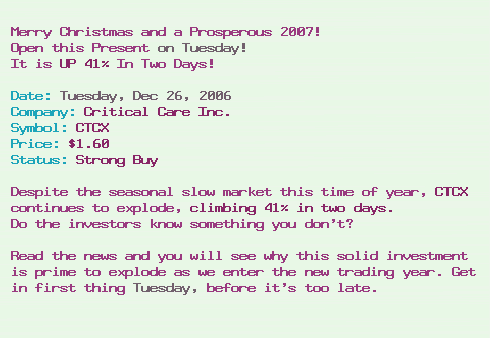 Merry Christmas and a Prosperous 2007!
Open this Present on Tuesday!
It is UP 41% In Two Days!
Date: Tuesday, Dec 26, 2006
Company: Critical Care Inc.
Symbol: CTCX
Price: $1.60
Status: Strong Buy
Despite the seasonal slow market this time of year, CTCX
continues to explode, climbing 41% in two days.
Do the investors know something you don't?
Read the news and you will see why this solid investment
is prime to explode as we enter the new trading year. Get
in first thing Tuesday, before it's too late.